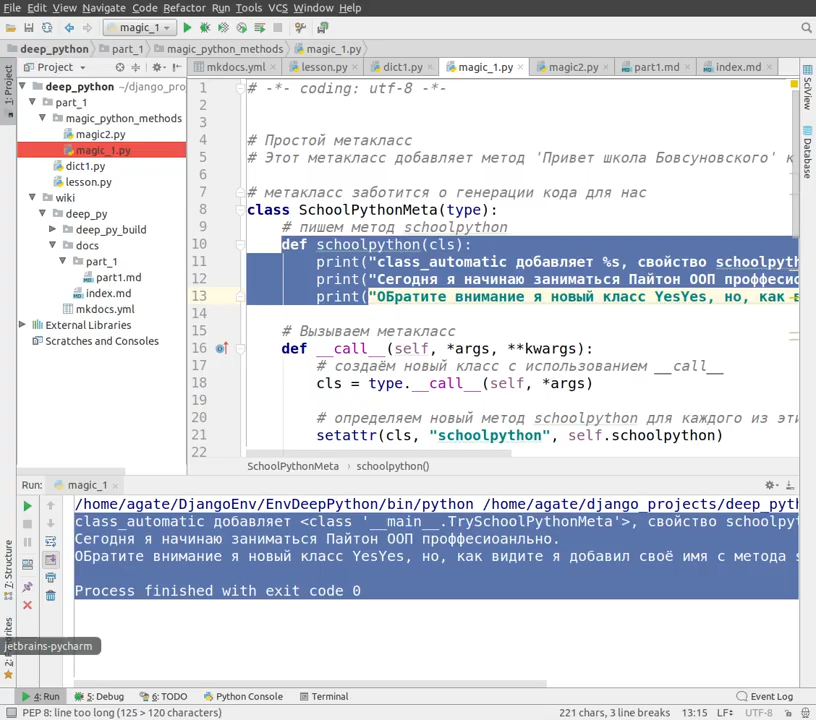 File Edit View Navigate Code Refactor Run Tools VCS Window Help
magic_1
deep_python part_1 magic_python_methods magic_1.py
Project mkdocs.yml lesson.py dict1.py magic_1.py magic2.py part1.md index.md
1: Project
SciView
Database
deep_python ~/django_pro
part_1
magic_python_methods
magic2.py
magic_1.py
dict1.py
lesson.py
wiki
deep_py
deep_py_build
docs
part_1
part1.md
index.md
mkdocs.yml
External Libraries
Scratches and Consoles
1 # -*- coding: utf-8 -*-
2
3
4 # Простой метакласс
5 # Этот метакласс добавляет метод 'Привет школа Бовсуновского' к
6
7 # метакласс заботится о генерации кода для нас
8 class SchoolPythonMeta(type):
9 # пишем метод schoolpython
10 def schoolpython(cls):
11 print("class_automatic добавляет %s, свойство schoolpyth
12 print("Сегодня я начинаю заниматься Пайтон ООП проффесио
13 print("ОБратите внимание я новый класс YesYes, но, как в
14
15 # Вызываем метакласс
16 def __call__(self, *args, **kwargs):
17 # создаём новый класс с использованием __call__
18 cls = type.__call__(self, *args)
19
20 # определяем новый метод schoolpython для каждого из эти
21 setattr(cls, "schoolpython", self.schoolpython)
22
SchoolPythonMeta › schoolpython()
Run: magic_1
/home/agate/DjangoEnv/EnvDeepPython/bin/python /home/agate/django_projects/deep_pyth
class_automatic добавляет <class '__main__.TrySchoolPythonMeta'>, свойство schoolpy
Сегодня я начинаю заниматься Пайтон ООП проффесиоанльно.
ОБратите внимание я новый класс YesYes, но, как видите я добавил своё имя с метода s
Process finished with exit code 0
7: Structure
2: Favorites
jetbrains-pycharm
4: Run 5: Debug 6: TODO Python Console Terminal Event Log
PEP 8: line too long (125 > 120 characters) 221 chars, 3 line breaks 13:15 LF UTF-8